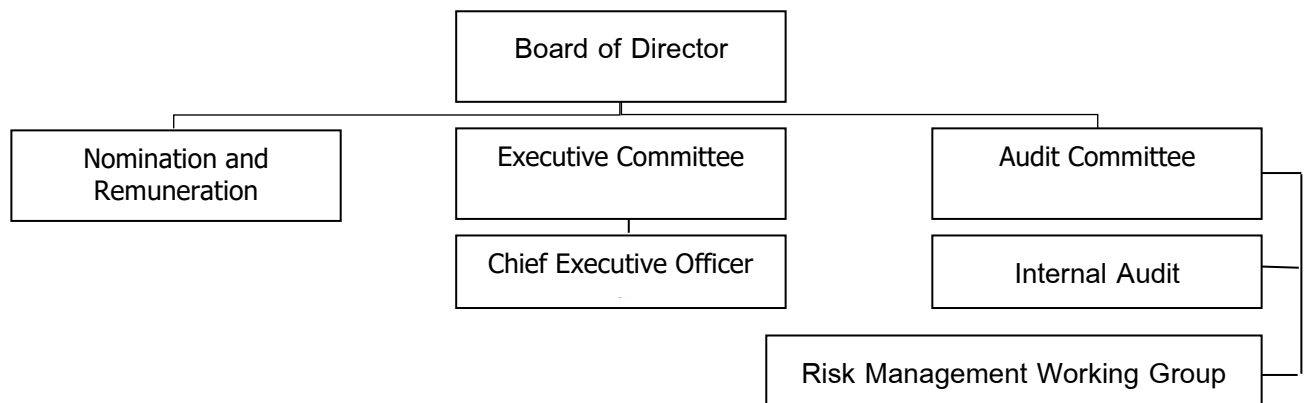 Board of Director
Nomination and
Remuneration
Executive Committee
Audit Committee
Chief Executive Officer
Internal Audit
Risk Management Working Group